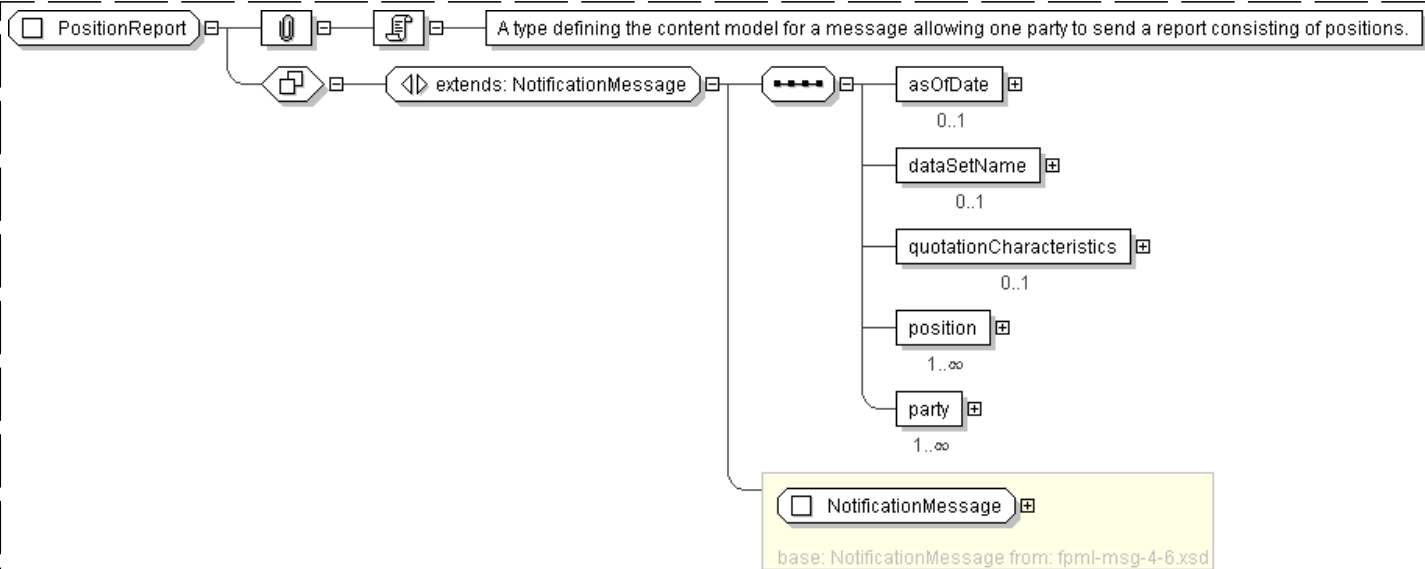 PositionReport
A type defining the content model for a message allowing one party to send a report consisting of positions.
extends: NotificationMessage
asOfDate
0..1
dataSetName
0..1
quotationCharacteristics
0..1
position
1..∞
party
1..∞
NotificationMessage
base: NotificationMessage from: fpml-msg-4-6.xsd